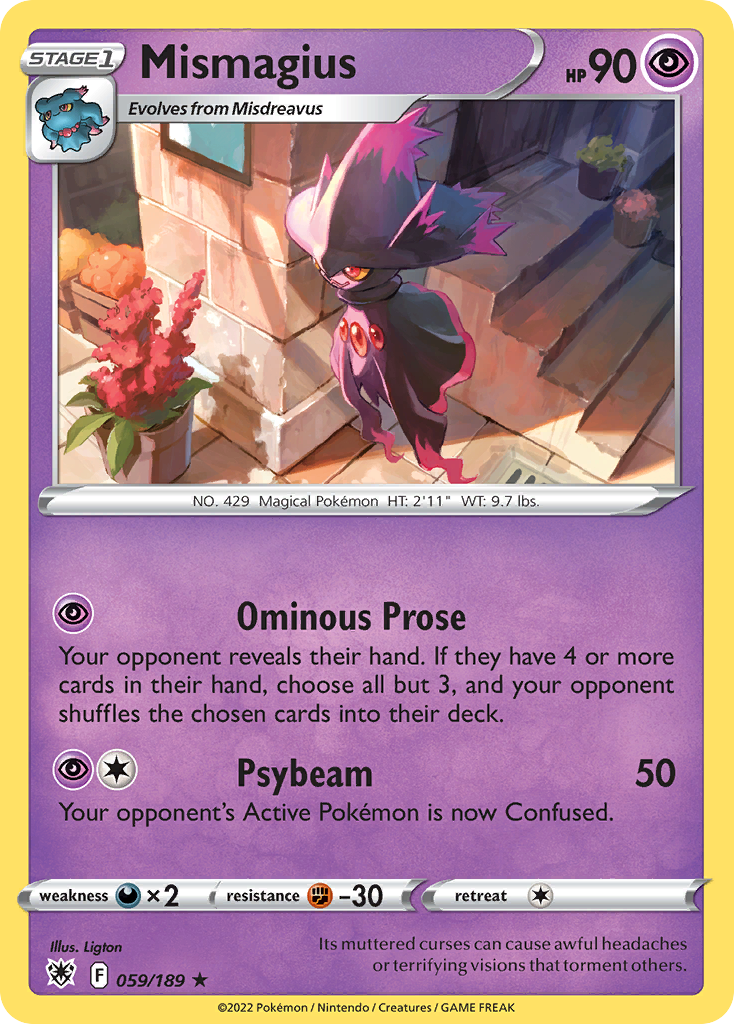 STAGE 1
Mismagius
HP 90
Evolves from Misdreavus
NO. 429 Magical Pokémon HT: 2'11" WT: 9.7 lbs.
Ominous Prose
Your opponent reveals their hand. If they have 4 or more
cards in their hand, choose all but 3, and your opponent
shuffles the chosen cards into their deck.
Psybeam 50
Your opponent's Active Pokémon is now Confused.
weakness ×2 resistance -30 retreat
Illus. Ligton
Its muttered curses can cause awful headaches
or terrifying visions that torment others.
F 059/189 ★
©2022 Pokémon / Nintendo / Creatures / GAME FREAK